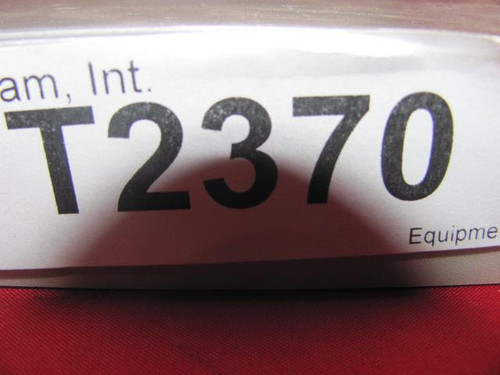 am, Int.
T2370
Equipme